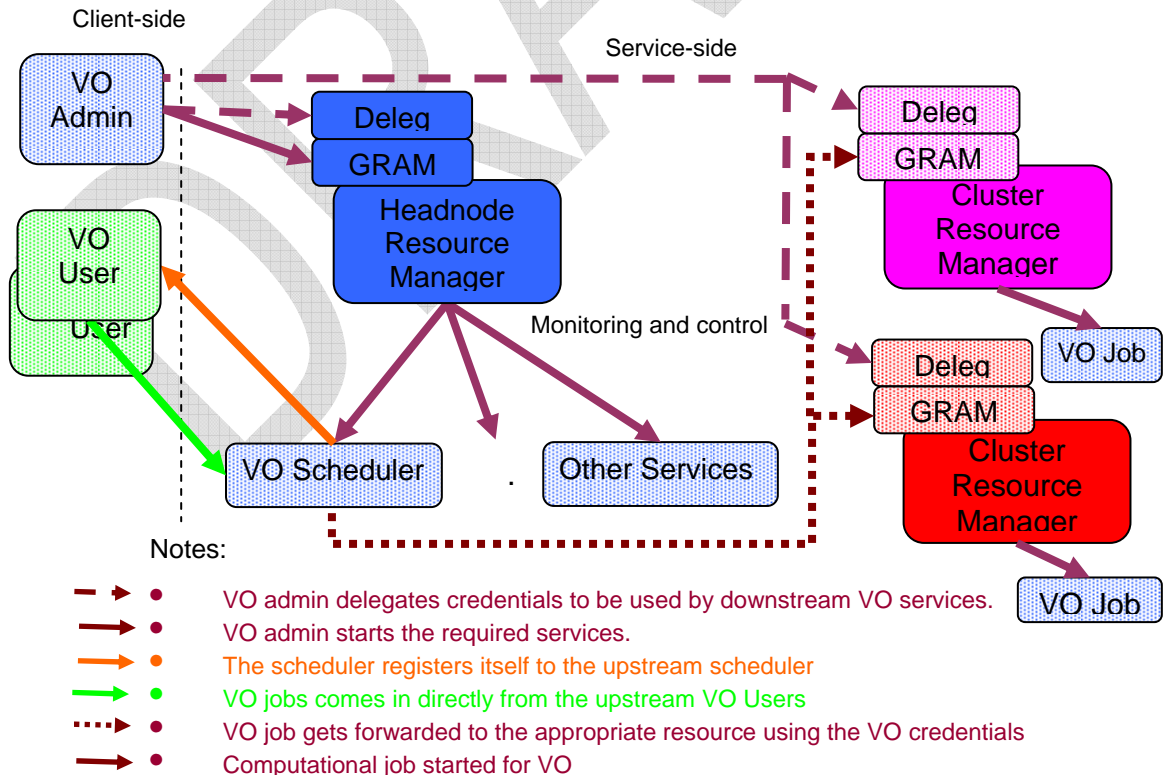 Client-side
Service-side
VO
Admin
Deleg
GRAM
Headnode
Resource
Manager
VO
User
User
Monitoring and control
VO Scheduler
.
Other Services
Deleg
GRAM
Cluster
Resource
Manager
VO Job
Deleg
GRAM
Cluster
Resource
Manager
VO Job
Notes:
• VO admin delegates credentials to be used by downstream VO services.
• VO admin starts the required services.
• The scheduler registers itself to the upstream scheduler
• VO jobs comes in directly from the upstream VO Users
• VO job gets forwarded to the appropriate resource using the VO credentials
• Computational job started for VO